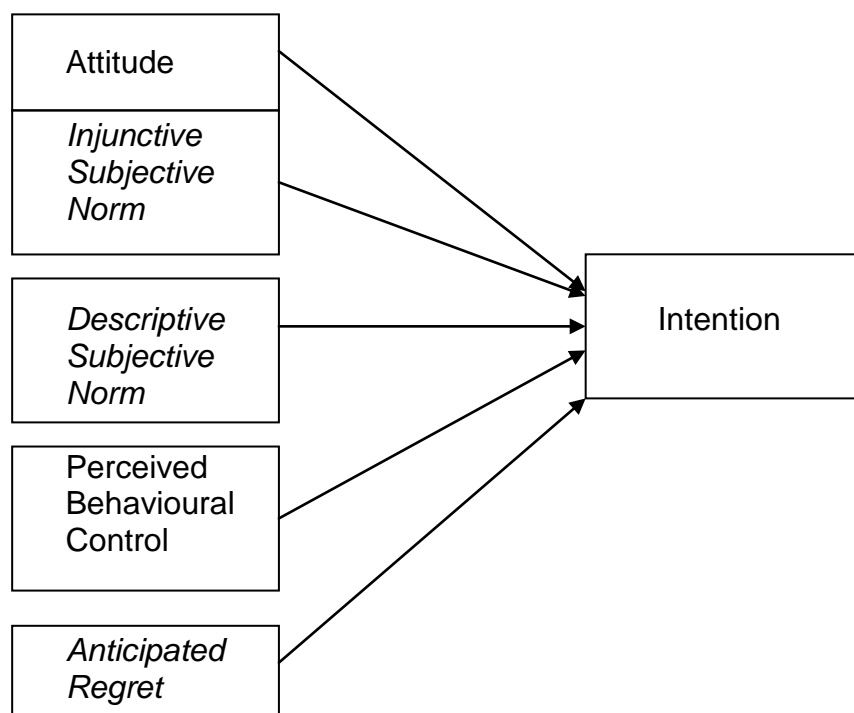 Attitude
Injunctive
Subjective
Norm
Descriptive
Subjective
Norm
Perceived
Behavioural
Control
Anticipated
Regret
Intention